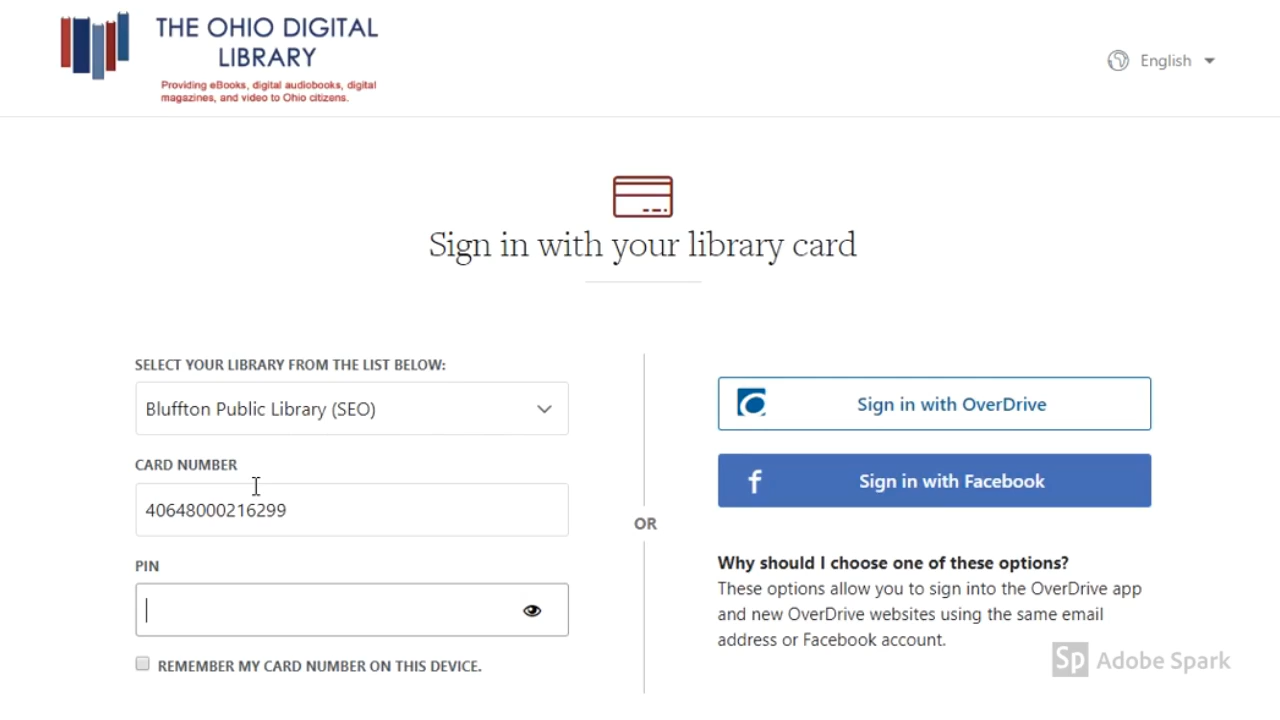 THE OHIO DIGITAL
LIBRARY
Providing eBooks, digital audiobooks, digital
magazines, and video to Ohio citizens.
English
Sign in with your library card
SELECT YOUR LIBRARY FROM THE LIST BELOW:
Bluffton Public Library (SEO)
CARD NUMBER
40648000216299
PIN
REMEMBER MY CARD NUMBER ON THIS DEVICE.
OR
Sign in with OverDrive
f
Sign in with Facebook
Why should I choose one of these options?
These options allow you to sign into the OverDrive app
and new OverDrive websites using the same email
address or Facebook account.
Sp Adobe Spark